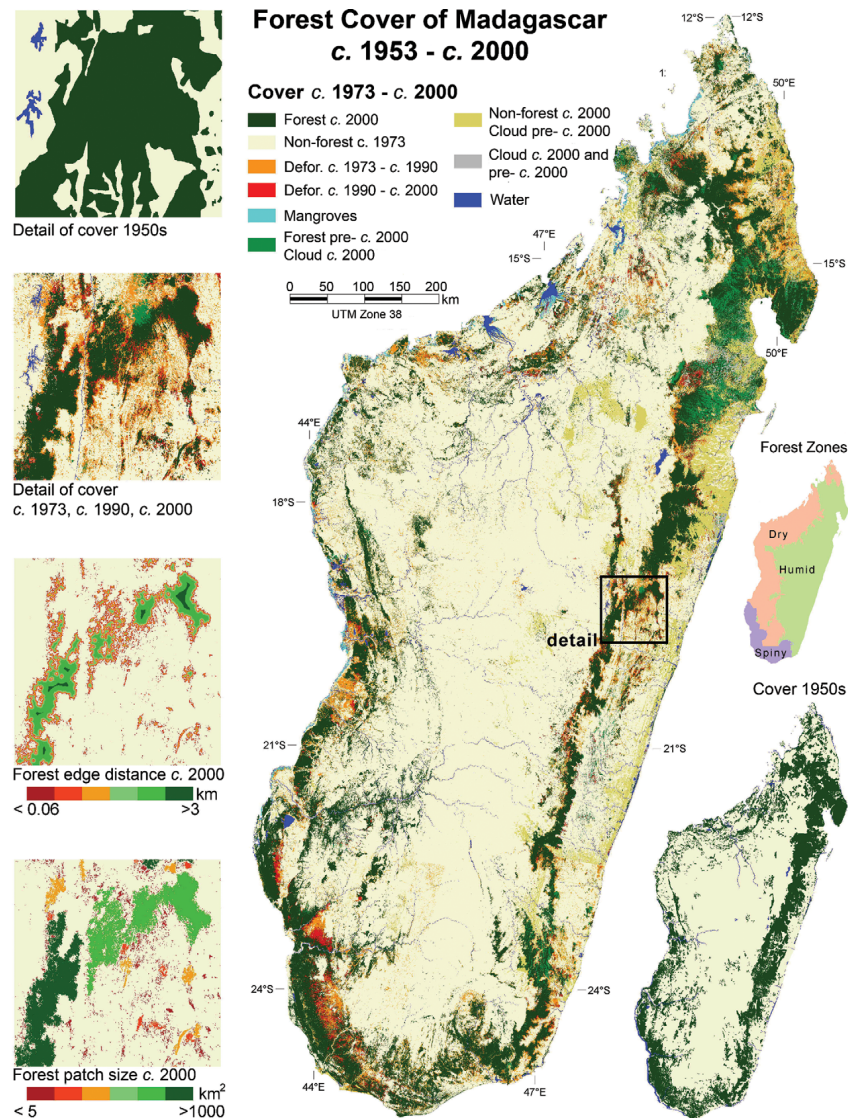 Forest Cover of Madagascar
c. 1953 - c. 2000
Cover c. 1973 - c. 2000
Forest c. 2000
Non-forest c. 1973
Defor. c. 1973 - c. 1990
Defor. c. 1990 - c. 2000
Mangroves
Forest pre- c. 2000
Cloud c. 2000
Non-forest c. 2000
Cloud pre- c. 2000
Cloud c. 2000 and
pre- c. 2000
Water
0 50 100 150 200
km
UTM Zone 38
12°S
12°S
1:
50°E
47°E
15°S
15°S
50°E
44°E
18°S
detail
21°S
21°S
24°S
24°S
44°E
47°E
Detail of cover 1950s
Detail of cover
c. 1973, c. 1990, c. 2000
Forest edge distance c. 2000
km
< 0.06 >3
Forest patch size c. 2000
km²
< 5 >1000
Forest Zones
Dry
Humid
Spiny
Cover 1950s